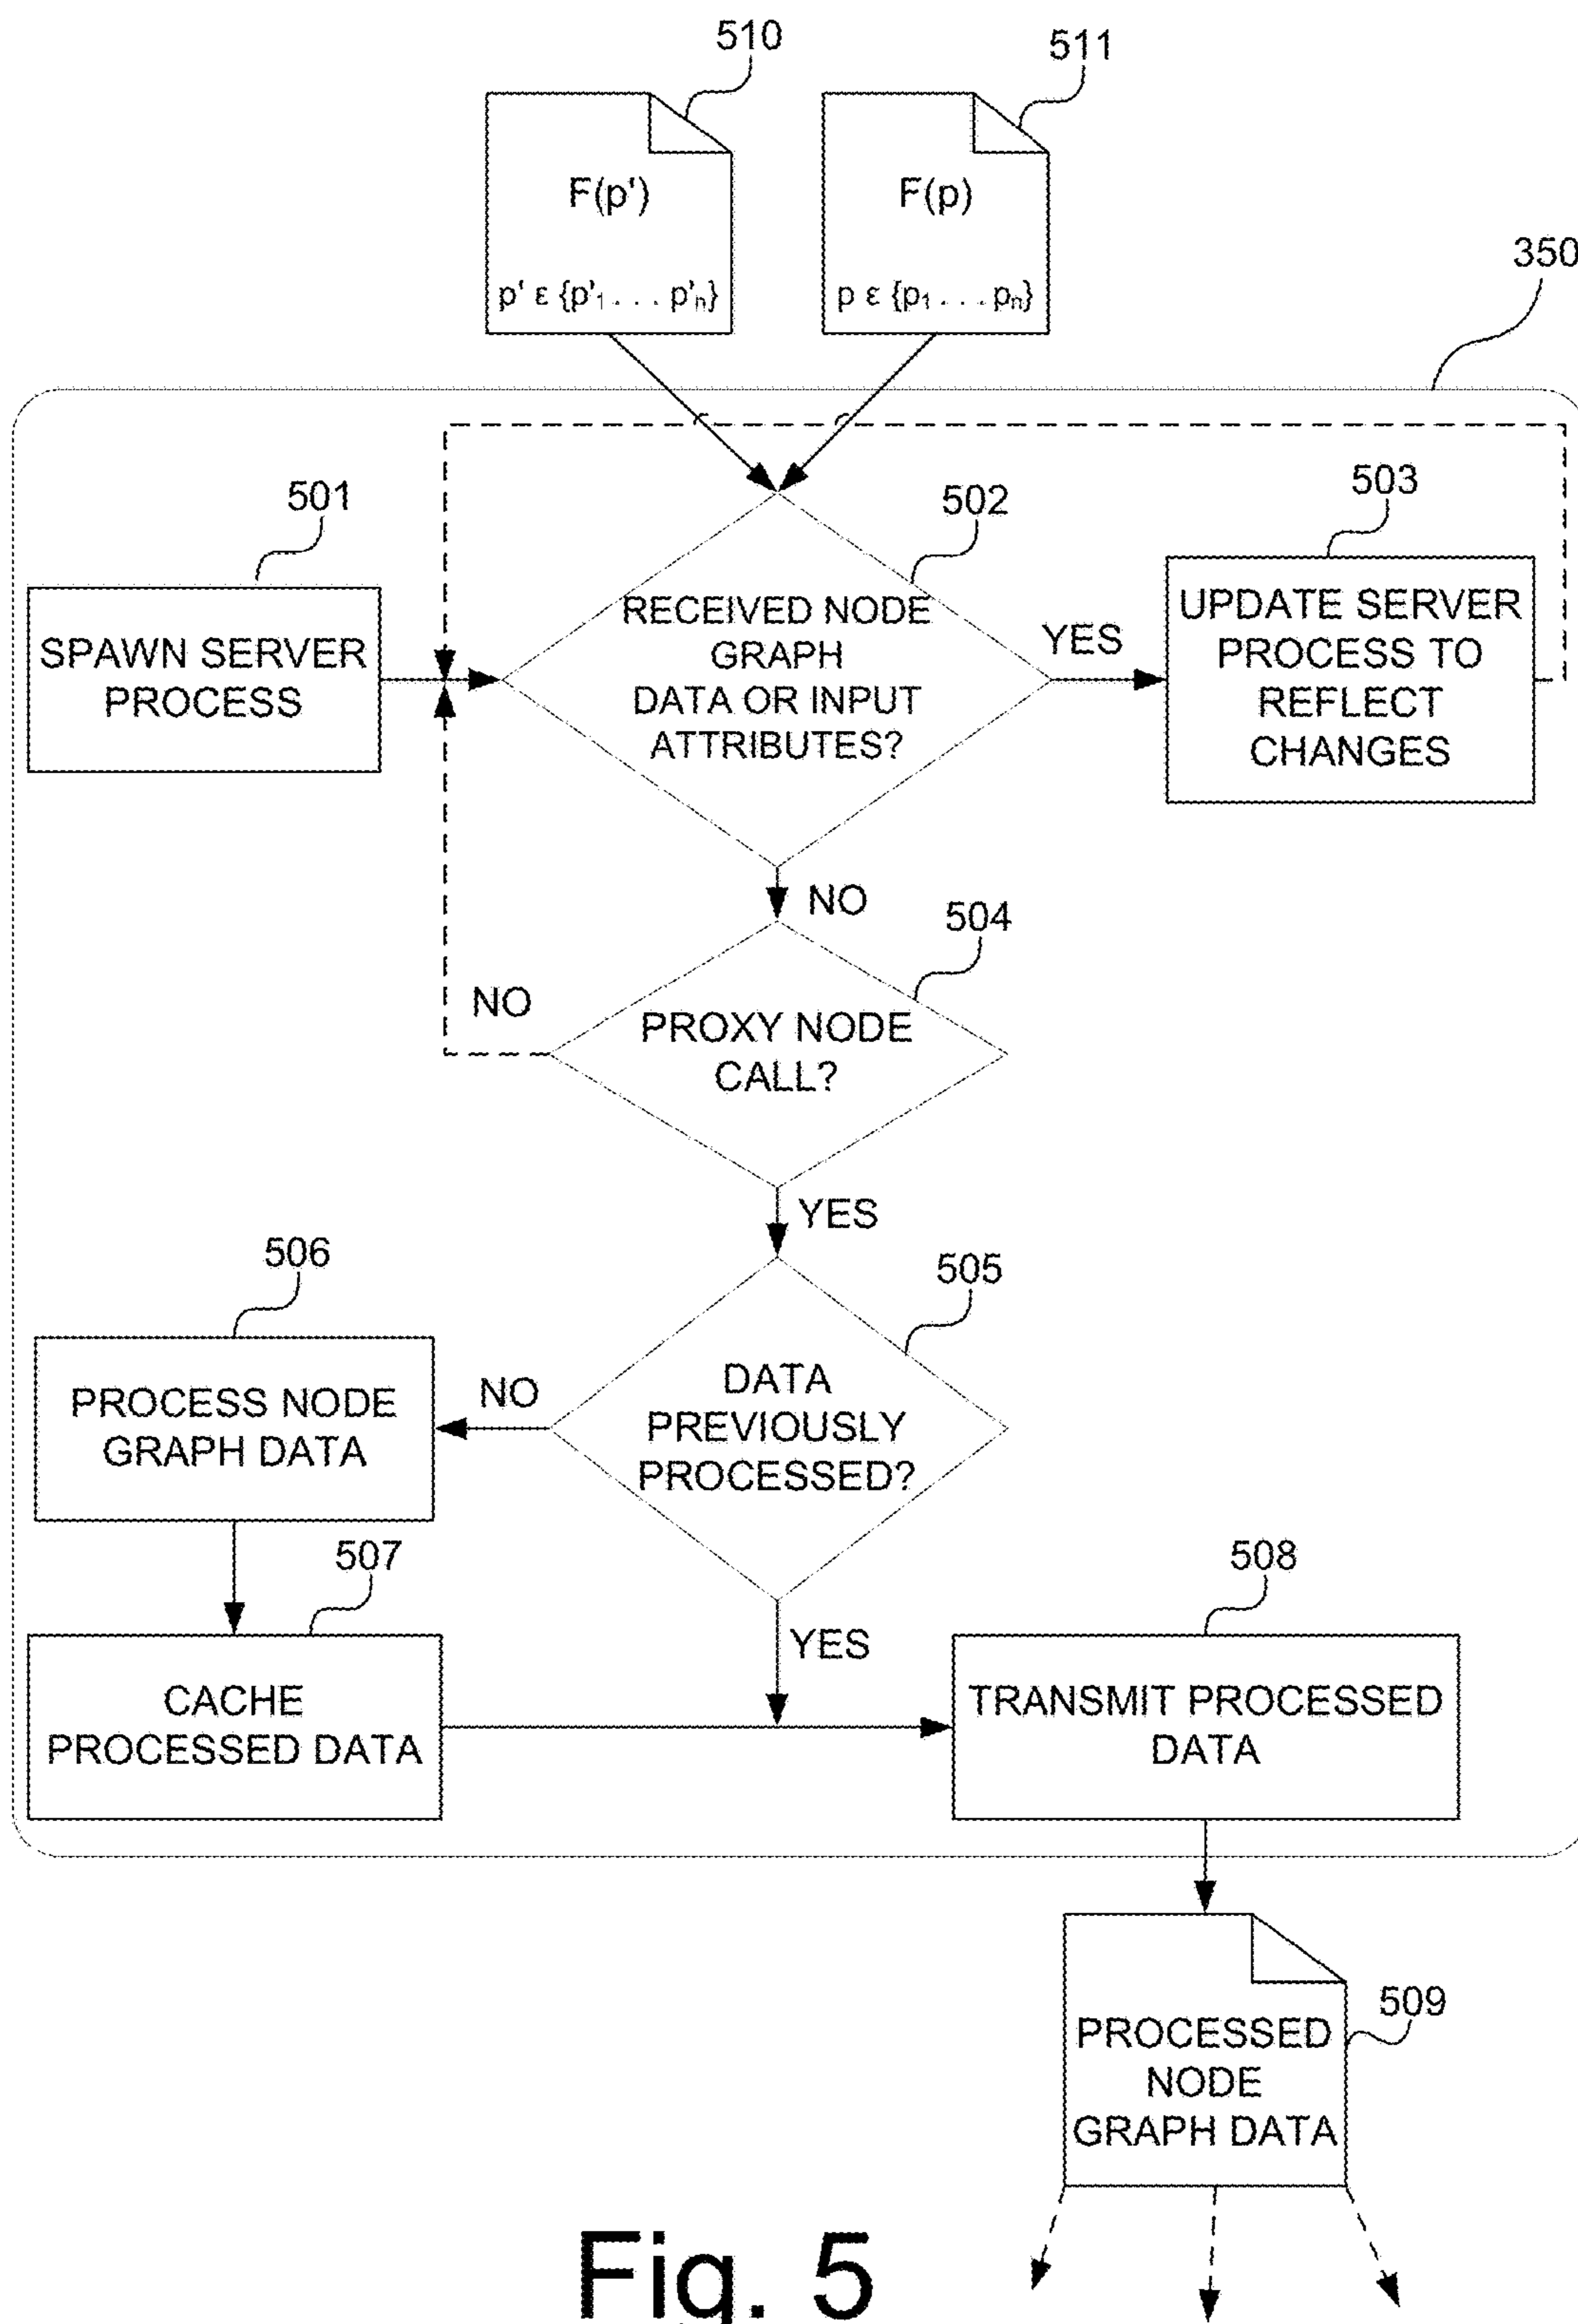 510
511
F(p')
F(p)
p' ε {p'1 . . . p'n}
p ε {p1 . . . pn}
350
501
502
503
SPAWN SERVER
PROCESS
RECEIVED NODE
GRAPH
DATA OR INPUT
ATTRIBUTES?
YES
UPDATE SERVER
PROCESS TO
REFLECT
CHANGES
NO
504
NO
PROXY NODE
CALL?
YES
505
506
PROCESS NODE
GRAPH DATA
NO
DATA
PREVIOUSLY
PROCESSED?
507
508
YES
CACHE
PROCESSED DATA
TRANSMIT PROCESSED
DATA
509
PROCESSED
NODE
GRAPH DATA
Fig. 5